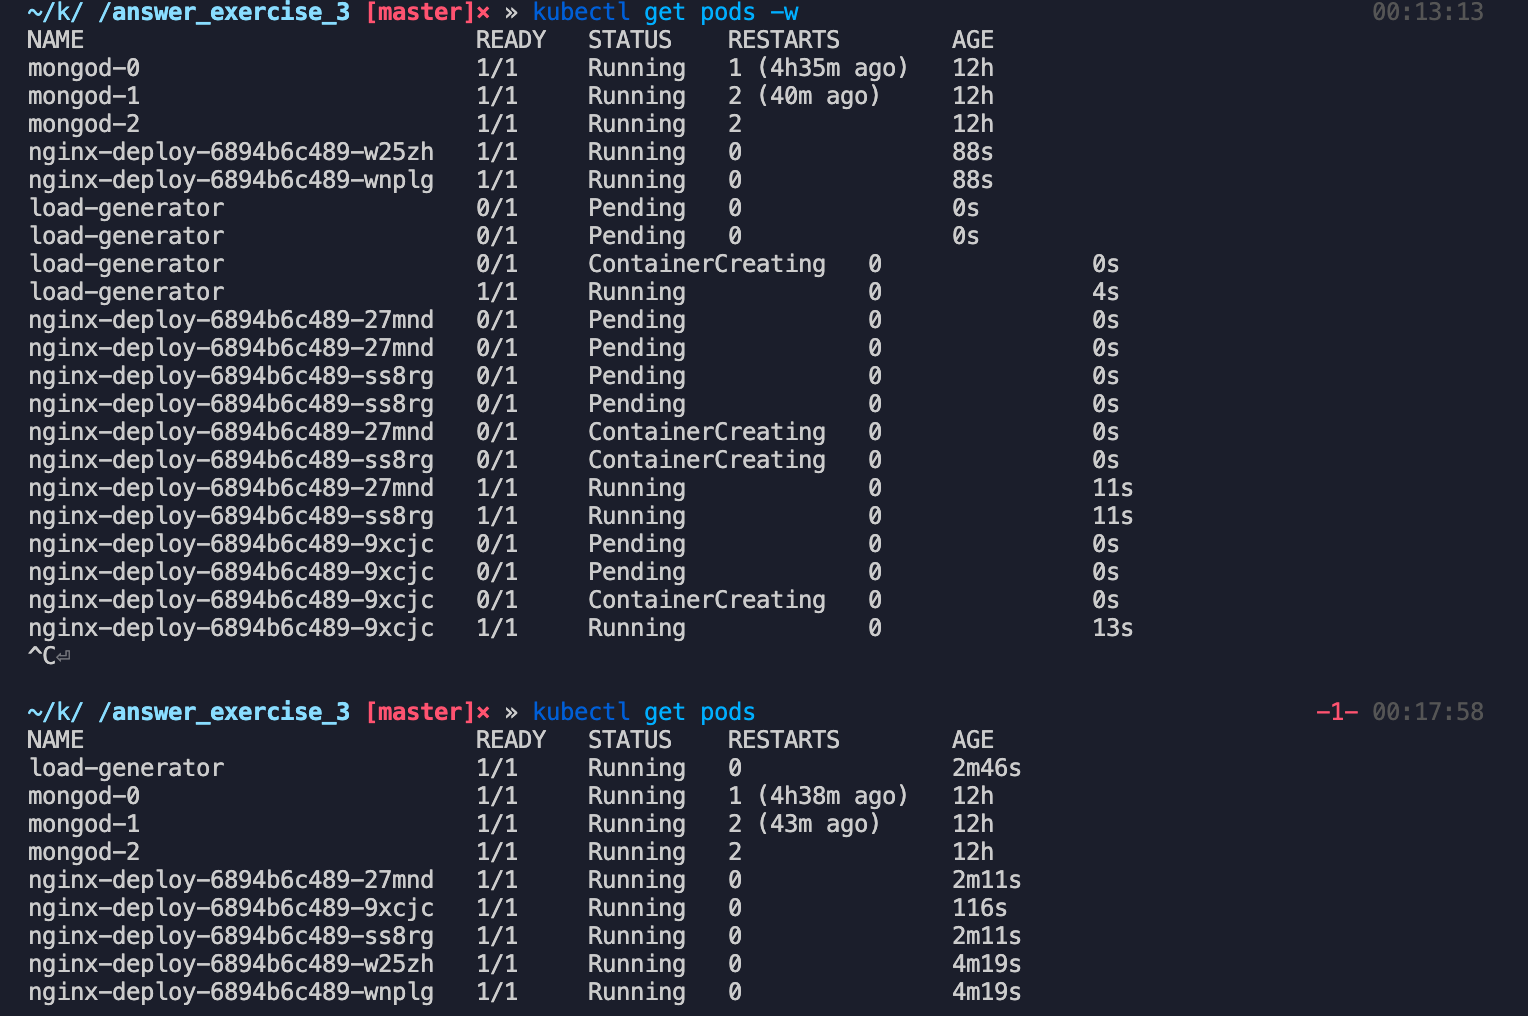 ~/k/ /answer_exercise_3 [master]× » kubectl get pods -w 00:13:13
NAME READY STATUS RESTARTS AGE
mongod-0 1/1 Running 1 (4h35m ago) 12h
mongod-1 1/1 Running 2 (40m ago) 12h
mongod-2 1/1 Running 2 12h
nginx-deploy-6894b6c489-w25zh 1/1 Running 0 88s
nginx-deploy-6894b6c489-wnplg 1/1 Running 0 88s
load-generator 0/1 Pending 0 0s
load-generator 0/1 Pending 0 0s
load-generator 0/1 ContainerCreating 0 0s
load-generator 1/1 Running 0 4s
nginx-deploy-6894b6c489-27mnd 0/1 Pending 0 0s
nginx-deploy-6894b6c489-27mnd 0/1 Pending 0 0s
nginx-deploy-6894b6c489-ss8rg 0/1 Pending 0 0s
nginx-deploy-6894b6c489-ss8rg 0/1 Pending 0 0s
nginx-deploy-6894b6c489-27mnd 0/1 ContainerCreating 0 0s
nginx-deploy-6894b6c489-ss8rg 0/1 ContainerCreating 0 0s
nginx-deploy-6894b6c489-27mnd 1/1 Running 0 11s
nginx-deploy-6894b6c489-ss8rg 1/1 Running 0 11s
nginx-deploy-6894b6c489-9xcjc 0/1 Pending 0 0s
nginx-deploy-6894b6c489-9xcjc 0/1 Pending 0 0s
nginx-deploy-6894b6c489-9xcjc 0/1 ContainerCreating 0 0s
nginx-deploy-6894b6c489-9xcjc 1/1 Running 0 13s
^C⏎
~/k/ /answer_exercise_3 [master]× » kubectl get pods -1- 00:17:58
NAME READY STATUS RESTARTS AGE
load-generator 1/1 Running 0 2m46s
mongod-0 1/1 Running 1 (4h38m ago) 12h
mongod-1 1/1 Running 2 (43m ago) 12h
mongod-2 1/1 Running 2 12h
nginx-deploy-6894b6c489-27mnd 1/1 Running 0 2m11s
nginx-deploy-6894b6c489-9xcjc 1/1 Running 0 116s
nginx-deploy-6894b6c489-ss8rg 1/1 Running 0 2m11s
nginx-deploy-6894b6c489-w25zh 1/1 Running 0 4m19s
nginx-deploy-6894b6c489-wnplg 1/1 Running 0 4m19s